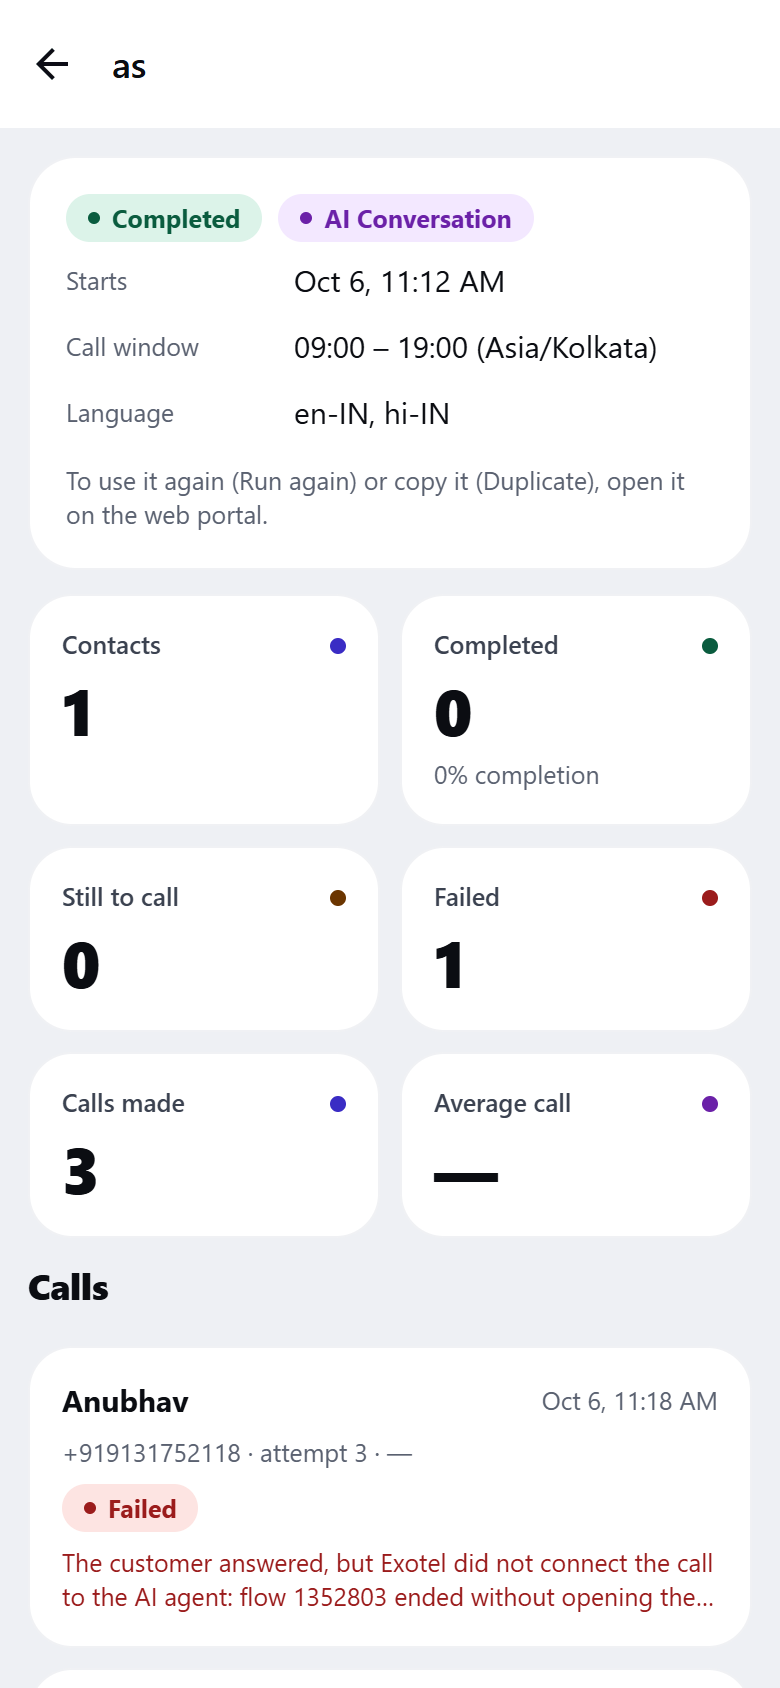 as
Completed
AI Conversation
Starts
Oct 6, 11:12 AM
Call window
09:00 – 19:00 (Asia/Kolkata)
Language
en-IN, hi-IN
To use it again (Run again) or copy it (Duplicate), open it
on the web portal.
Contacts
1
Completed
0
0% completion
Still to call
0
Failed
1
Calls made
3
Average call
—
Calls
Anubhav
Oct 6, 11:18 AM
+919131752118 · attempt 3 · —
Failed
The customer answered, but Exotel did not connect the call
to the AI agent: flow 1352803 ended without opening the...